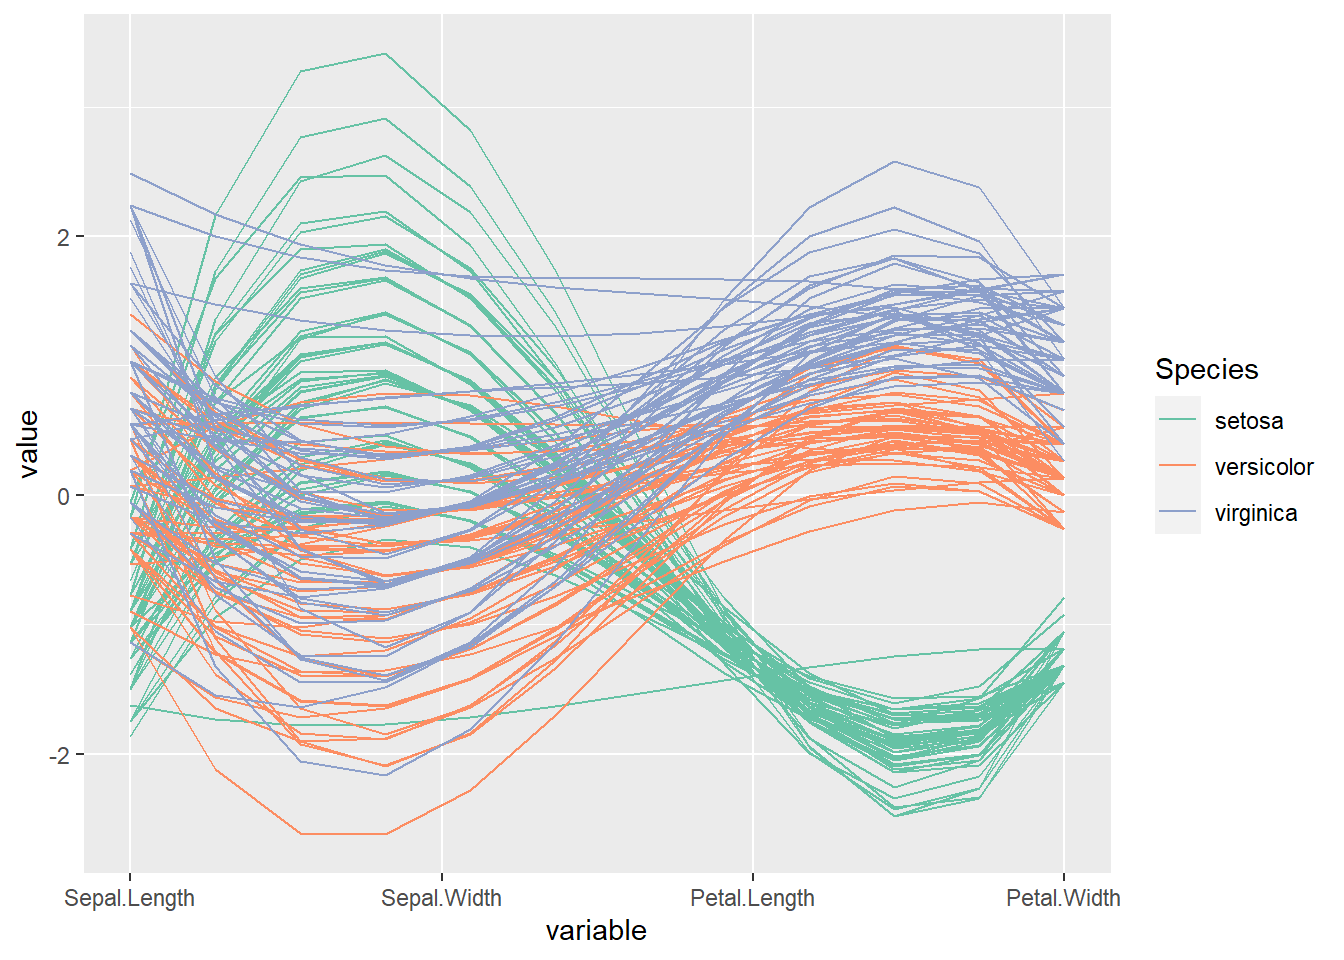 2
0
-2
value
Sepal.Length
Sepal.Width
Petal.Length
Petal.Width
variable
Species
setosa
versicolor
virginica